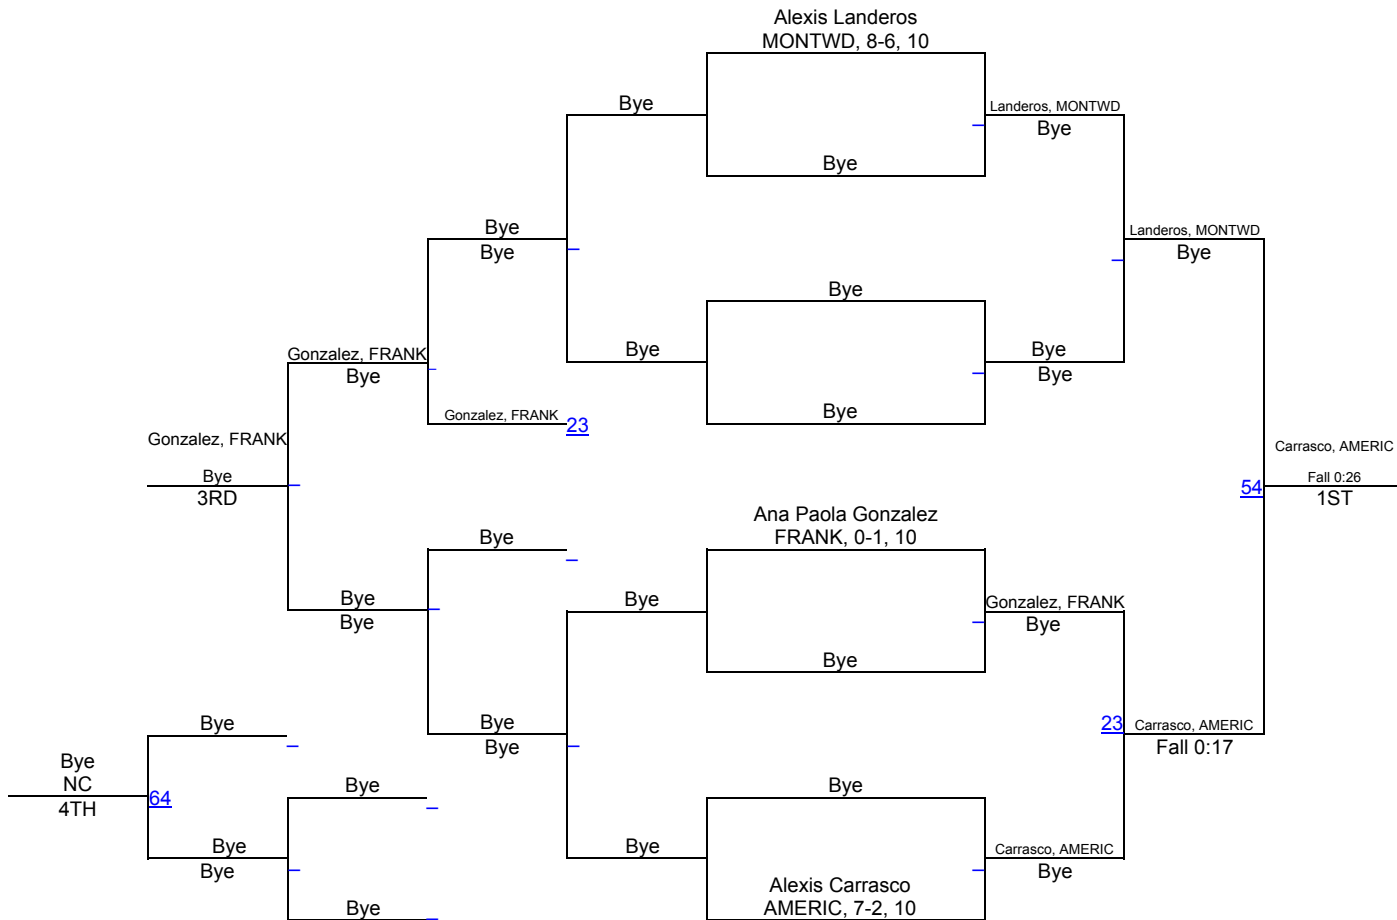 Alexis Landeros
MONTWD, 8-6, 10
Bye
Landeros, MONTWD
Bye
Bye
Bye
Bye
Landeros, MONTWD
Bye
Bye
Gonzalez, FRANK
Bye
Bye
Bye
Bye
Bye
Gonzalez, FRANK 23
Gonzalez, FRANK
Bye
3RD
Carrasco, AMERIC
54 Fall 0:26
1ST
Ana Paola Gonzalez
FRANK, 0-1, 10
Bye
Bye
Bye
Bye
Gonzalez, FRANK
Bye
Bye
Bye
Bye
Bye
23 Carrasco, AMERIC
Fall 0:17
Bye
NC
4TH
64
Bye
Bye
Bye
Bye
Bye
Carrasco, AMERIC
Bye
Bye
Alexis Carrasco
AMERIC, 7-2, 10